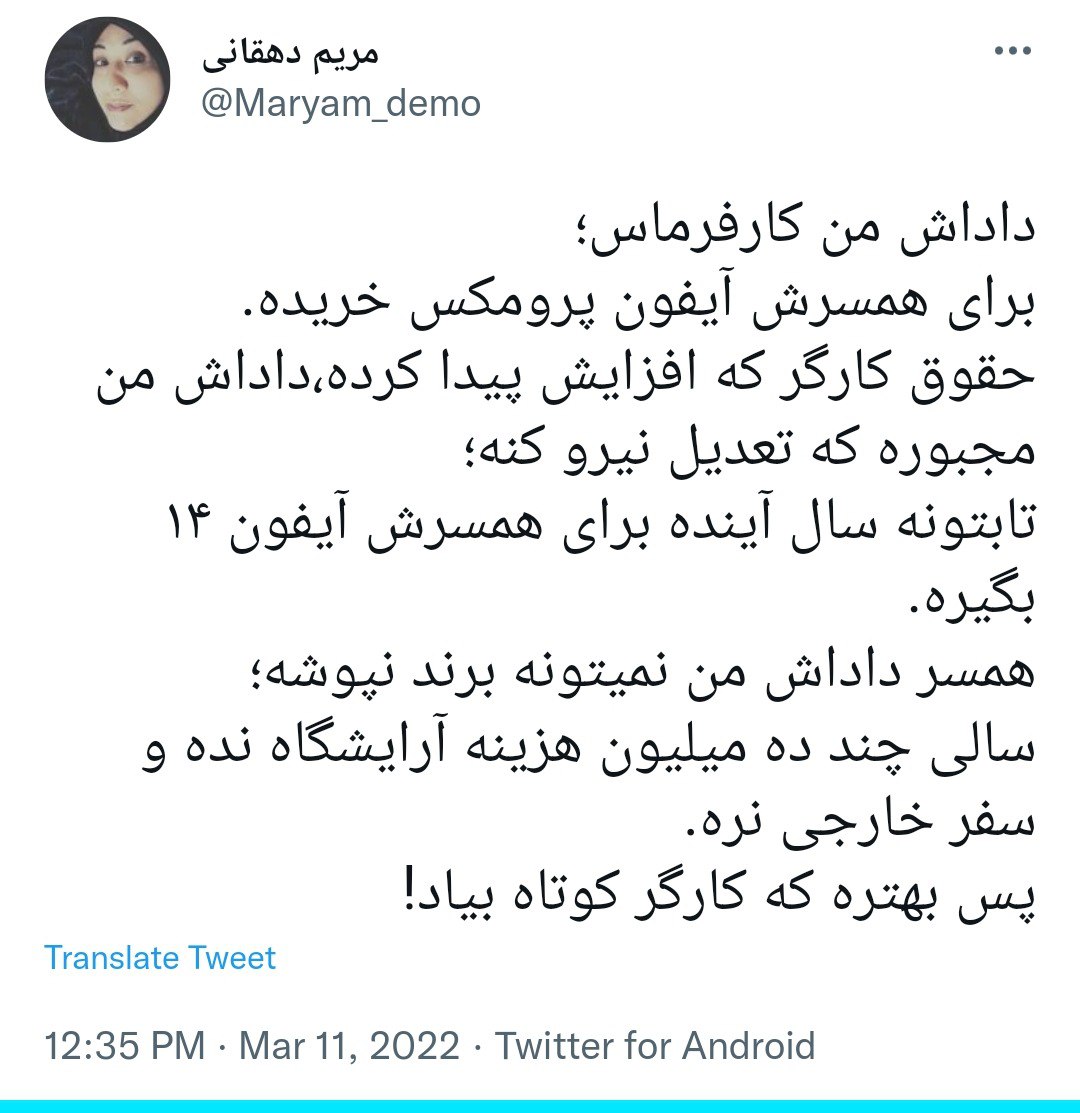 مریم دهقانی
@Maryam_demo
داداش من کارفرماس؛
برای همسرش آیفون پرومکس خریده.
حقوق کارگر که افزایش پیدا کرده،داداش من
مجبوره که تعدیل نیرو کنه؛
تابتونه سال آینده برای همسرش آیفون ۱۴
بگیره.
همسر داداش من نمیتونه برند نپوشه؛
سالی چند ده میلیون هزینه آرایشگاه نده و
سفر خارجی نره.
پس بهتره که کارگر کوتاه بیاد!
Translate Tweet
12:35 PM · Mar 11, 2022 · Twitter for Android